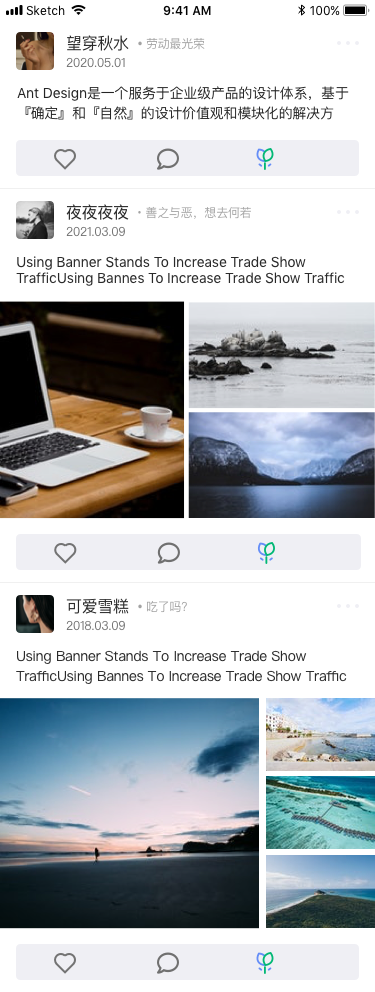 Sketch 9:41 AM 100%
望穿秋水 • 劳动最光荣
2020.05.01
Ant Design是一个服务于企业级产品的设计体系，基于
『确定』和『自然』的设计价值观和模块化的解决方
夜夜夜夜 • 善之与恶，想去何若
2021.03.09
Using Banner Stands To Increase Trade Show
TrafficUsing Bannes To Increase Trade Show Traffic
可爱雪糕 • 吃了吗？
2018.03.09
Using Banner Stands To Increase Trade Show
TrafficUsing Bannes To Increase Trade Show Traffic